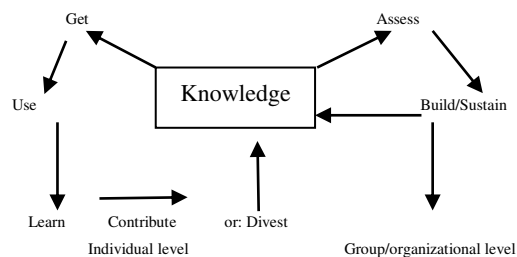 Get Assess
Knowledge
Use Build/Sustain
Learn Contribute or: Divest
Individual level Group/organizational level